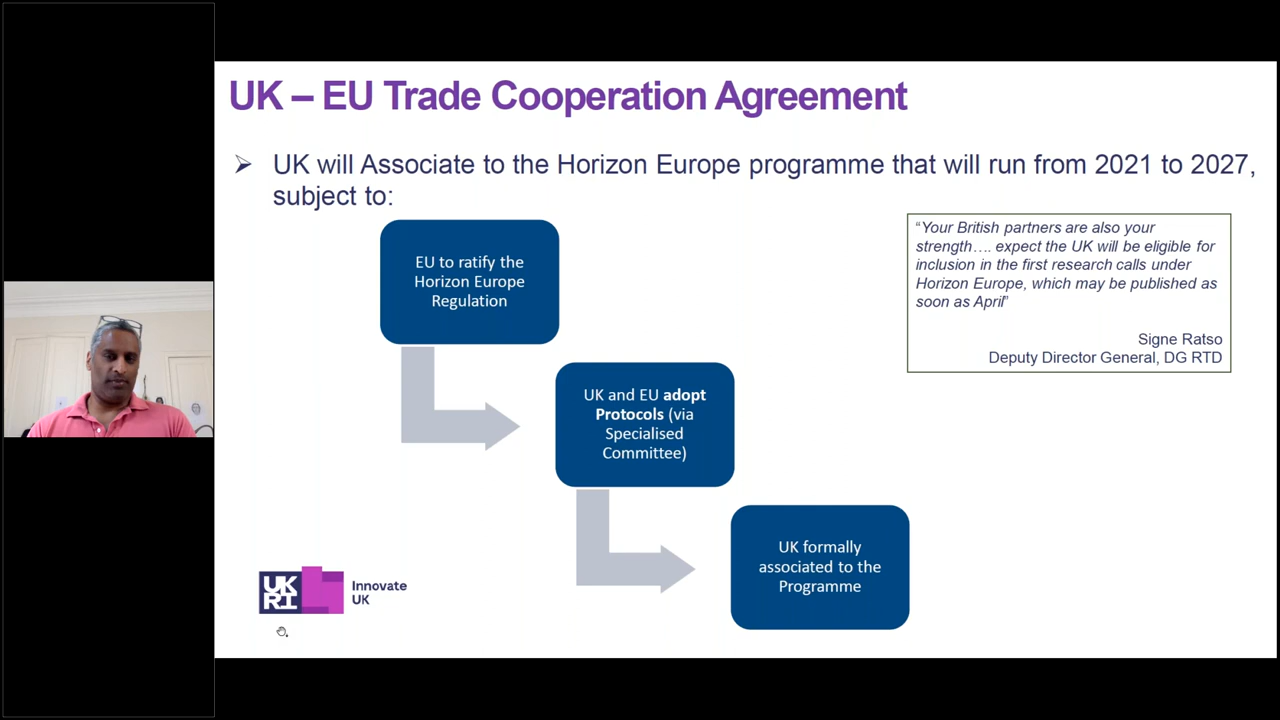 UK – EU Trade Cooperation Agreement
UK will Associate to the Horizon Europe programme that will run from 2021 to 2027,
subject to:
EU to ratify the
Horizon Europe
Regulation
“Your British partners are also your
strength…. expect the UK will be eligible for
inclusion in the first research calls under
Horizon Europe, which may be published as
soon as April”
Signe Ratso
Deputy Director General, DG RTD
UK and EU adopt
Protocols (via
Specialised
Committee)
UK formally
associated to the
Programme
UK
RI
Innovate
UK